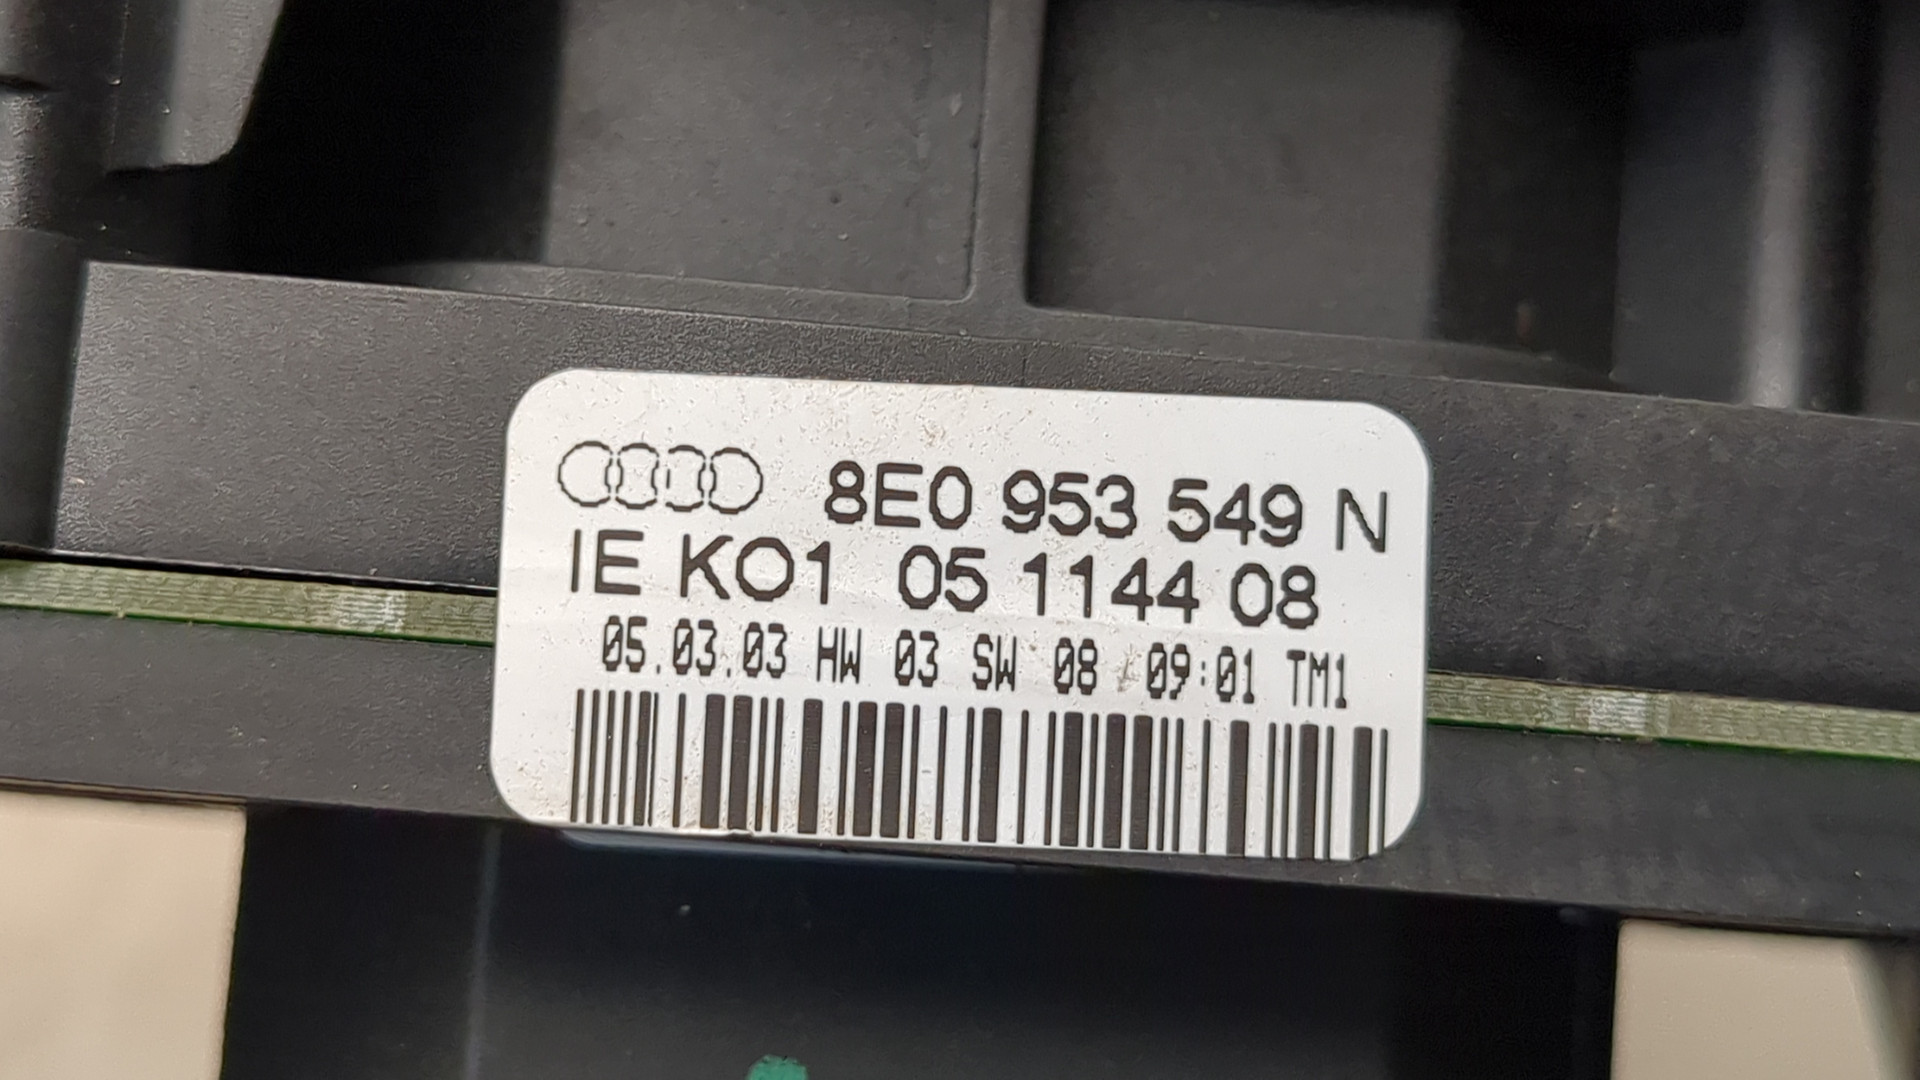 8E0 953 549 N
IE KO1 05 1144 08
05.03.03 HW 03 SW 08 09:01 TM1